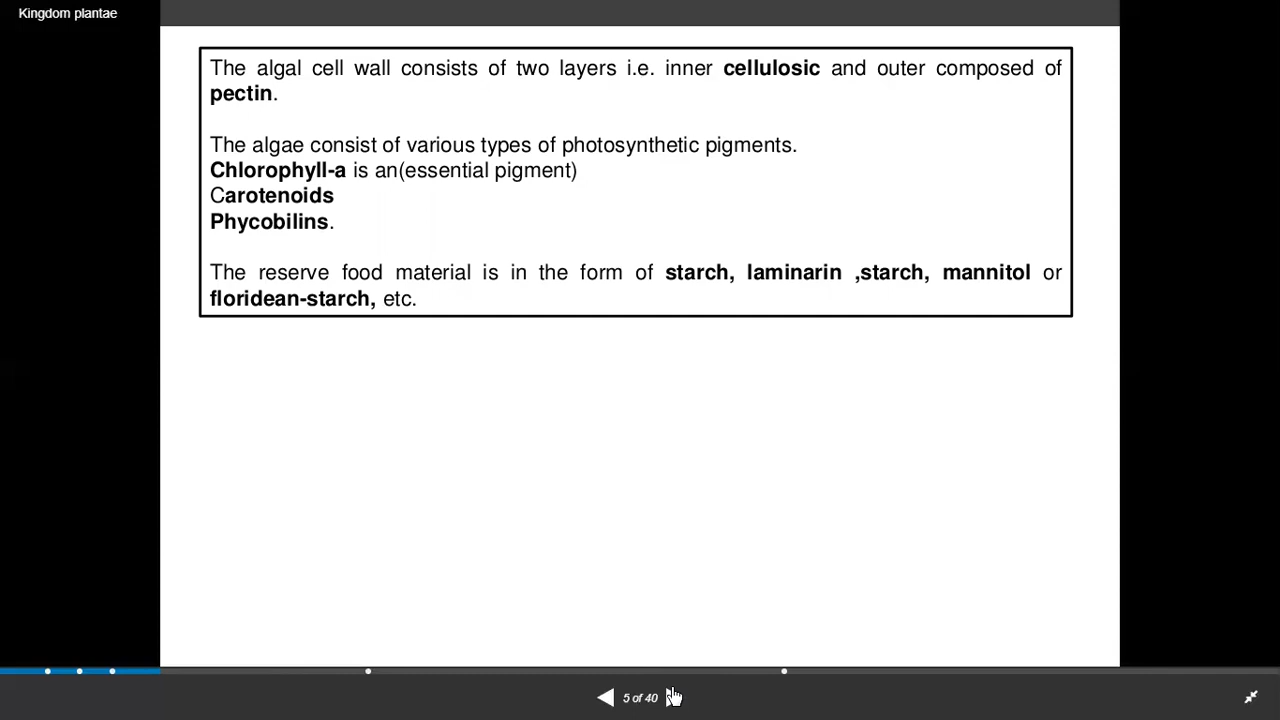 Kingdom plantae
The algal cell wall consists of two layers i.e. inner cellulosic and outer composed of
pectin.
The algae consist of various types of photosynthetic pigments.
Chlorophyll-a is an(essential pigment)
Carotenoids
Phycobilins.
The reserve food material is in the form of starch, laminarin ,starch, mannitol or
floridean-starch, etc.
5 of 40